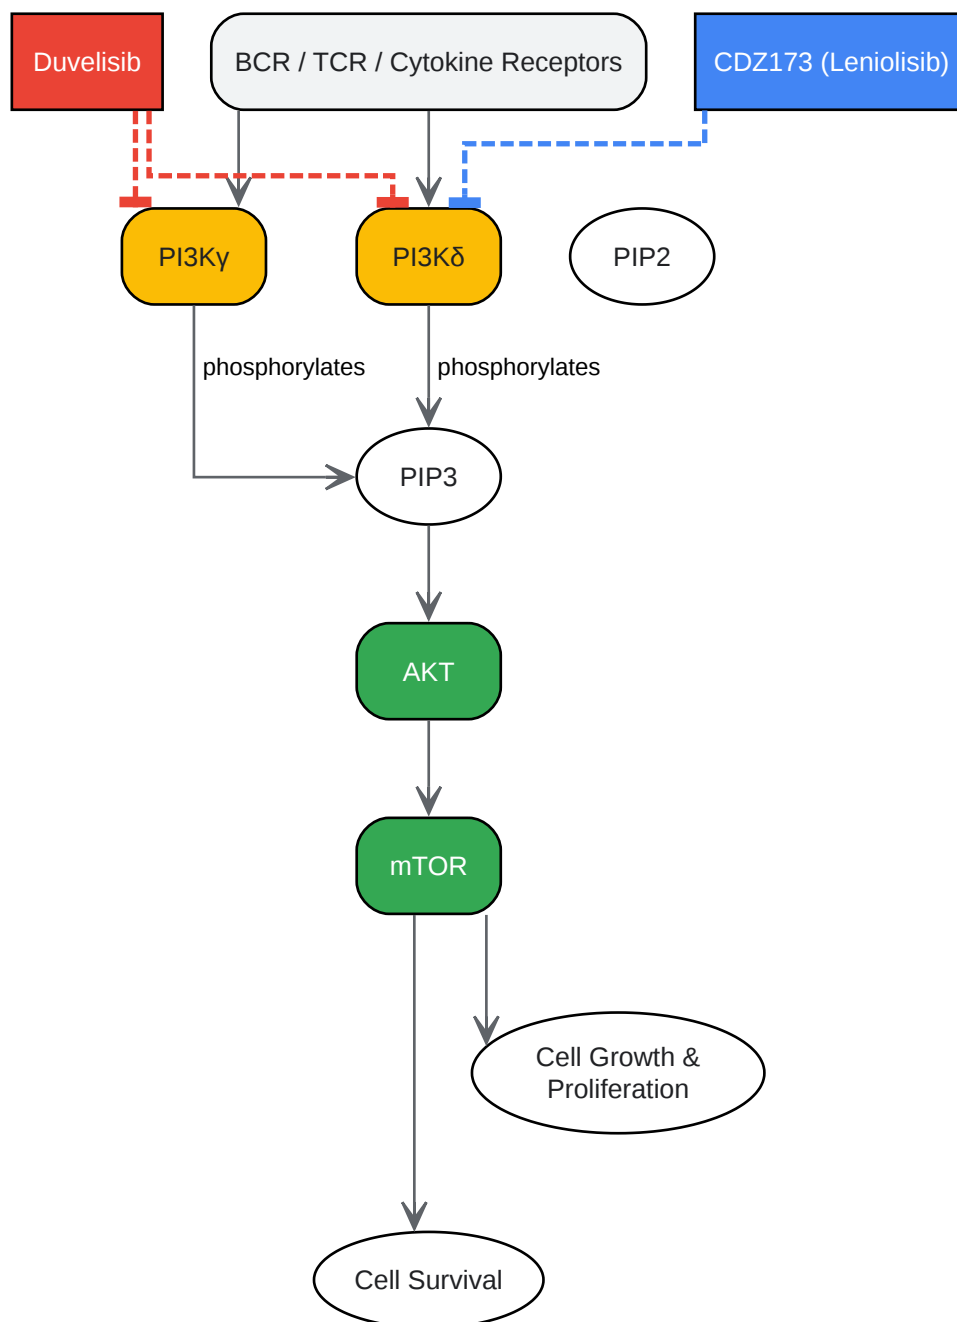 Duvelisib
BCR / TCR / Cytokine Receptors
CDZ173 (Leniolisib)
PI3Kγ
PI3Kδ
PIP2
phosphorylates
phosphorylates
PIP3
AKT
mTOR
Cell Growth &
Proliferation
Cell Survival